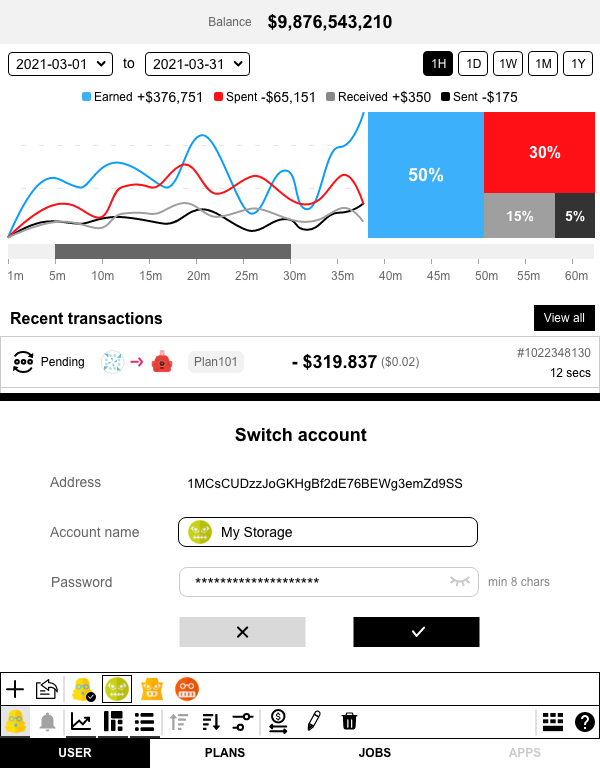 Balance $9,876,543,210
2021-03-01 to 2021-03-31 1H 1D 1W 1M 1Y
Earned +$376,751 Spent -$65,151 Received +$350 Sent -$175
50%
30%
15%
5%
1m 5m 10m 15m 20m 25m 30m 35m 40m 45m 50m 55m 60m
Recent transactions View all
Pending Plan101 - $319.837 ($0.02) #1022348130
12 secs
Switch account
Address 1MCsCUDzzJoGKHgBf2dE76BEWg3emZd9SS
Account name My Storage
Password ******************** min 8 chars
USER PLANS JOBS APPS